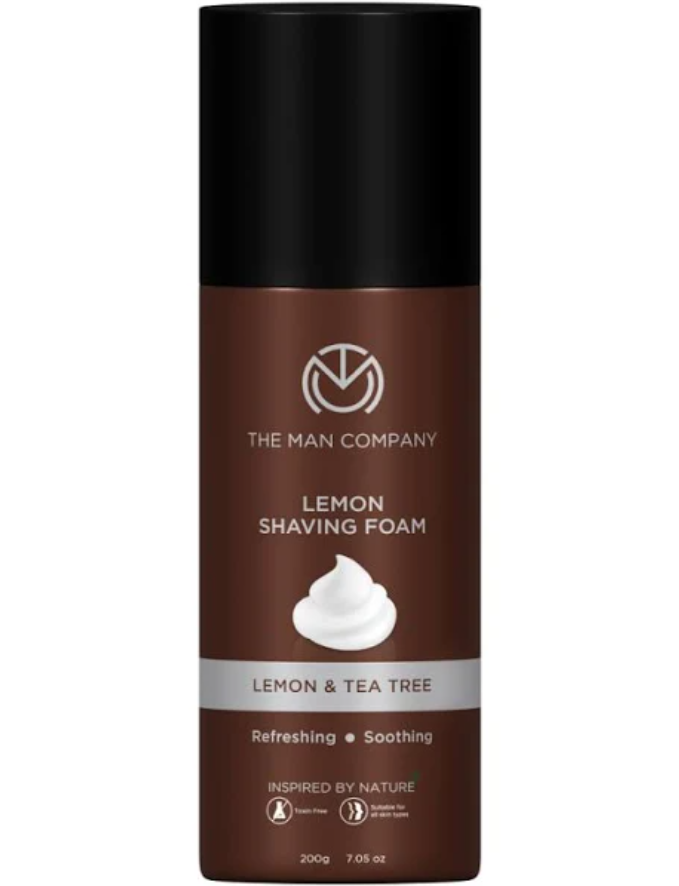 THE MAN COMPANY
LEMON
SHAVING FOAM
LEMON & TEA TREE
Refreshing • Soothing
INSPIRED BY NATURE
Toxin Free
Suitable for
all skin types
200g 7.05 oz